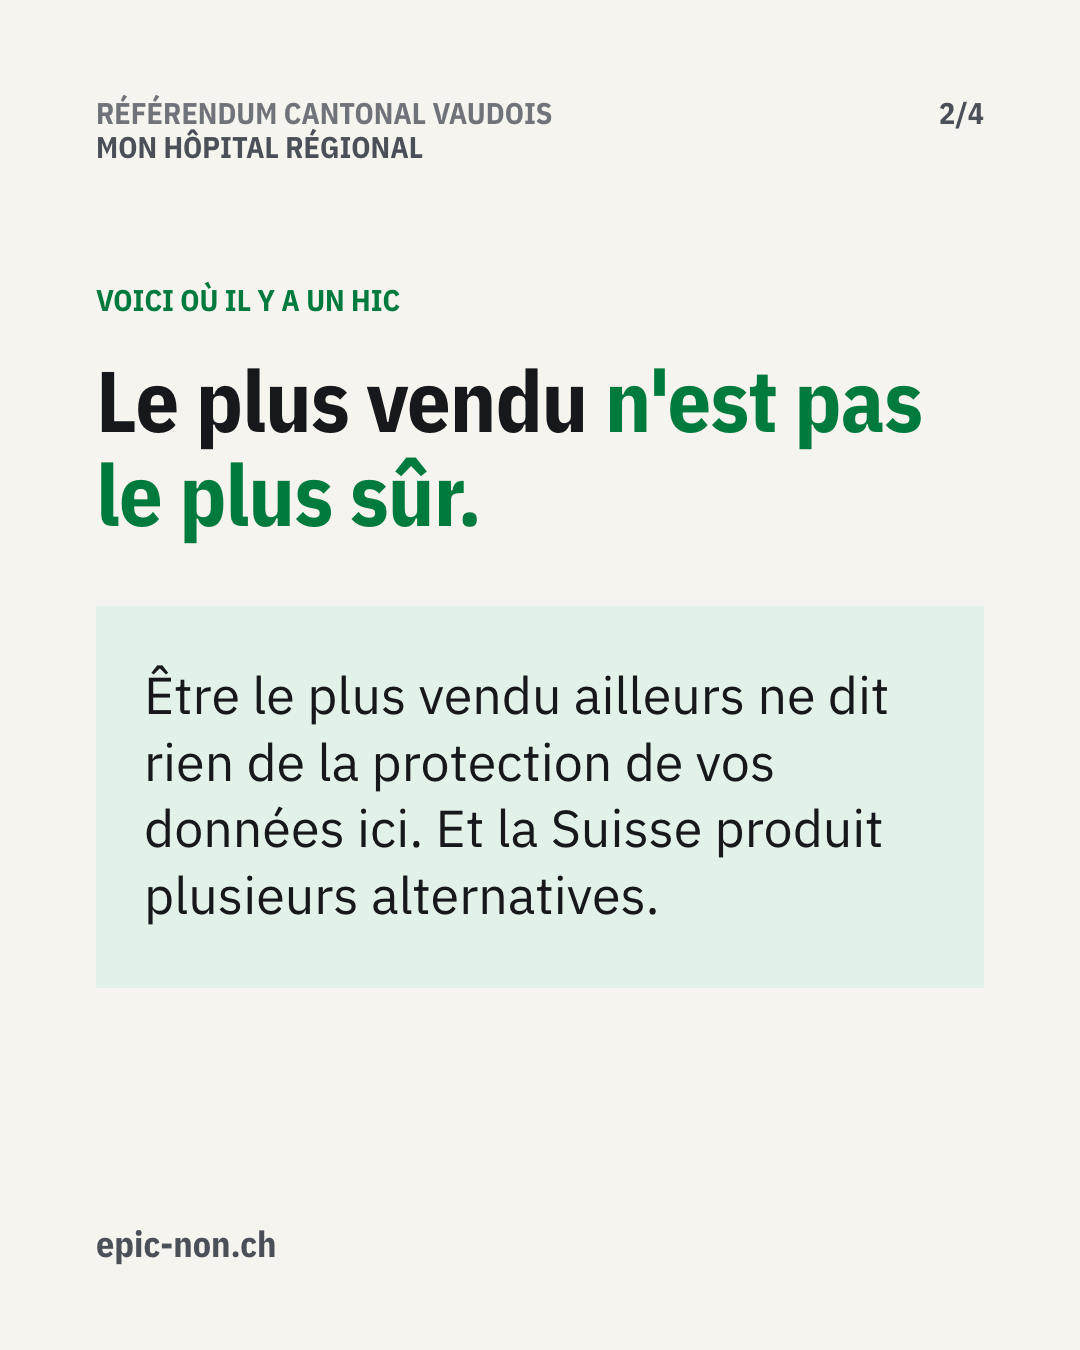 RÉFÉRENDUM CANTONAL VAUDOIS
MON HÔPITAL RÉGIONAL
2/4
VOICI OÙ IL Y A UN HIC
Le plus vendu n'est pas
le plus sûr.
Être le plus vendu ailleurs ne dit
rien de la protection de vos
données ici. Et la Suisse produit
plusieurs alternatives.
epic-non.ch